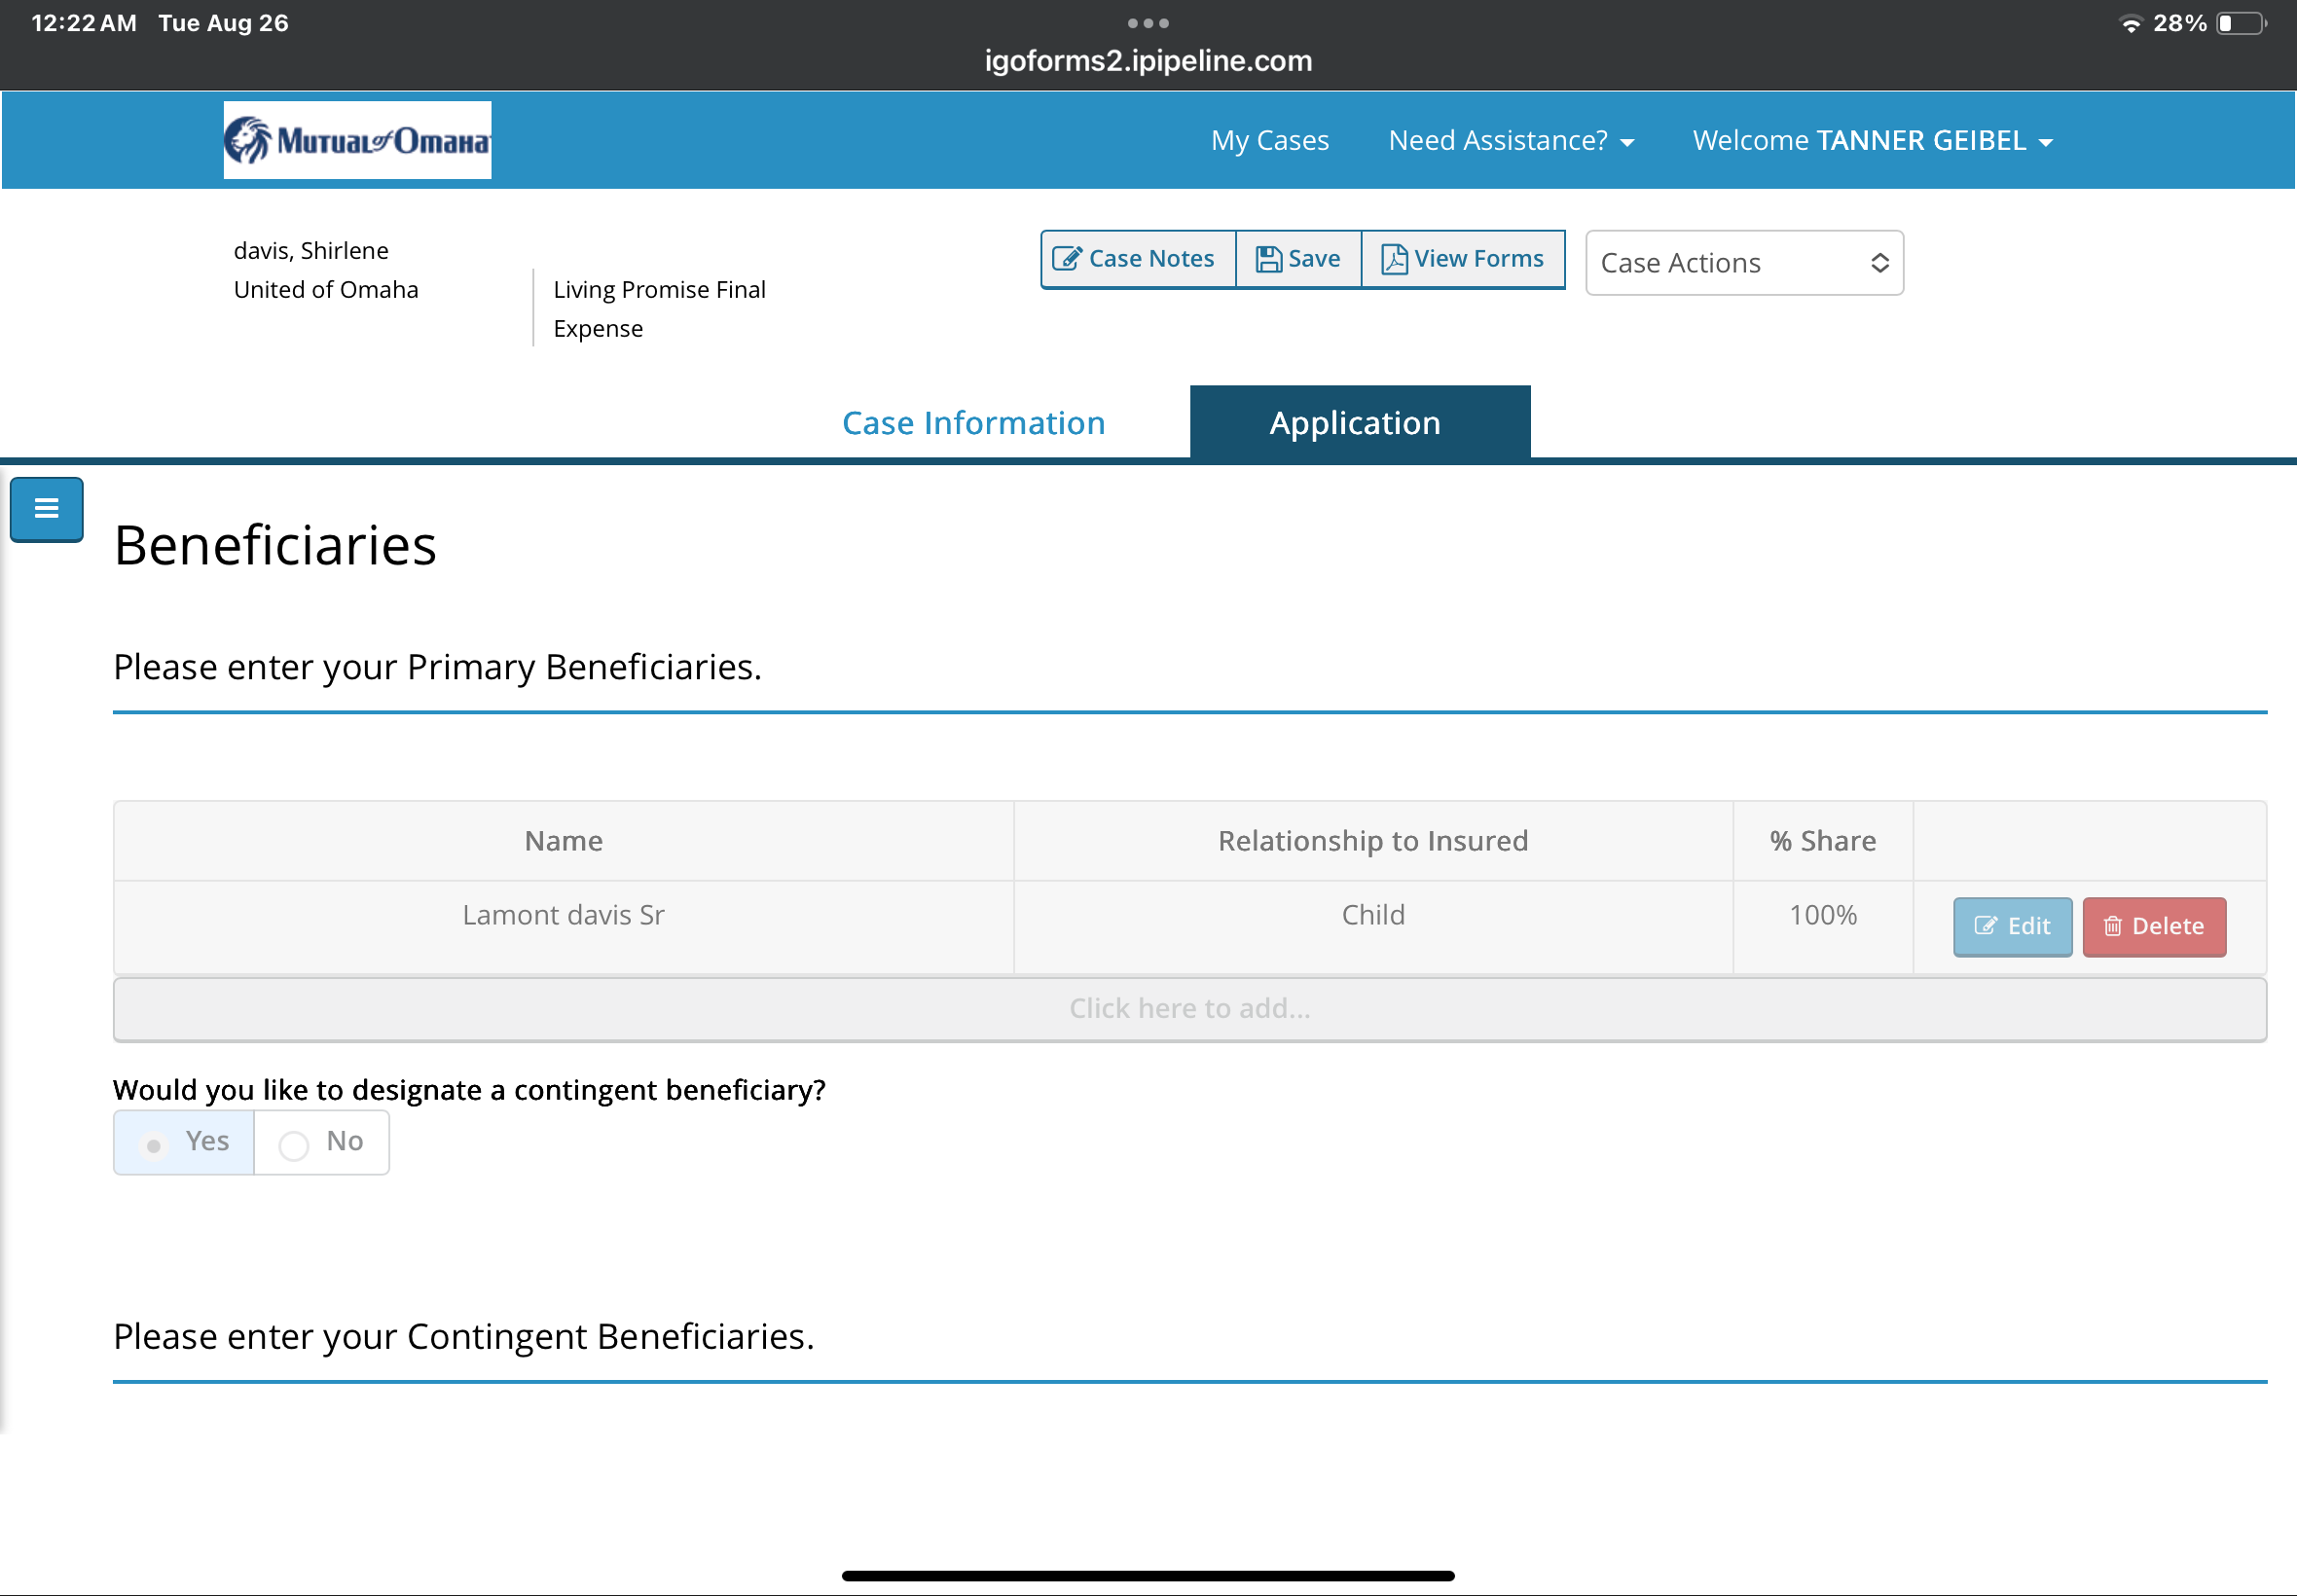 12:22 AM Tue Aug 26
28%
igoforms2.ipipeline.com
Mutual of Omaha
My Cases
Need Assistance?
Welcome TANNER GEIBEL
davis, Shirlene
United of Omaha
Living Promise Final
Expense
Case Notes
Save
View Forms
Case Actions
Case Information
Application
Beneficiaries
Please enter your Primary Beneficiaries.
Name Relationship to Insured % Share
Lamont davis Sr Child 100% Edit Delete
Click here to add...
Would you like to designate a contingent beneficiary?
Yes No
Please enter your Contingent Beneficiaries.